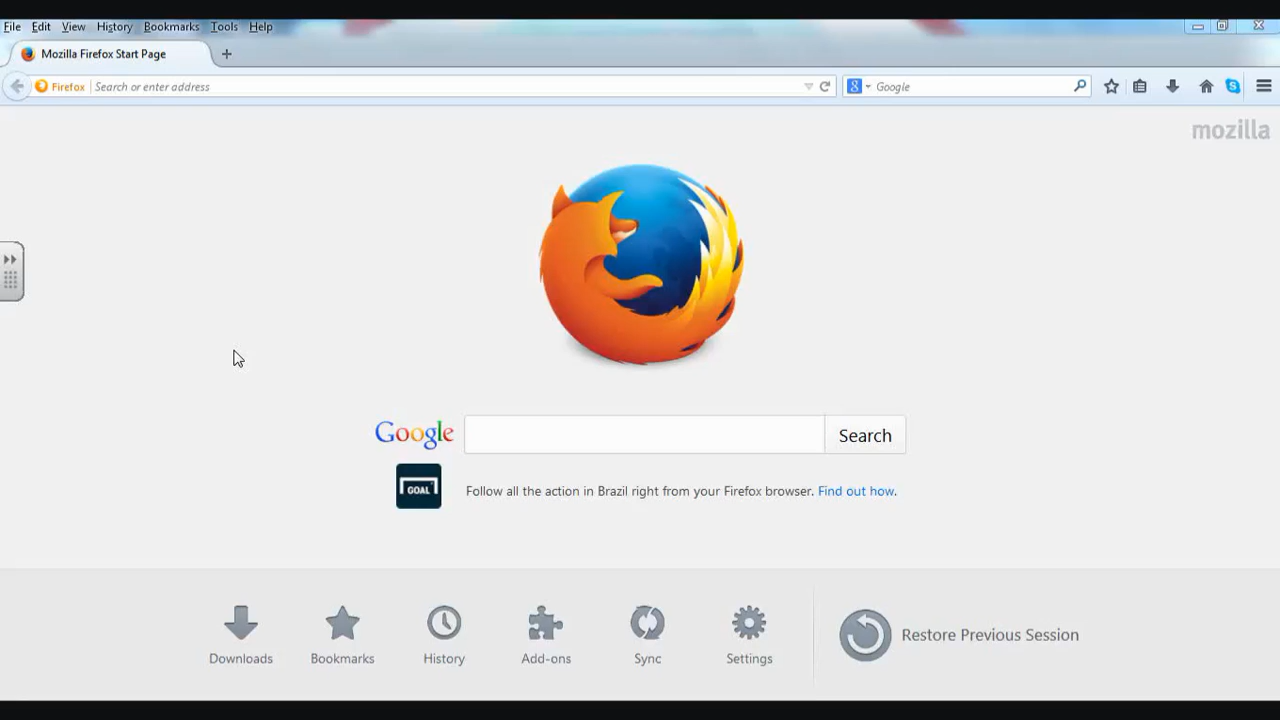 File Edit View History Bookmarks Tools Help
Mozilla Firefox Start Page
Firefox Search or enter address
Google
mozilla
Google
Search
GOAL
Follow all the action in Brazil right from your Firefox browser. Find out how.
Downloads Bookmarks History Add-ons Sync Settings
Restore Previous Session